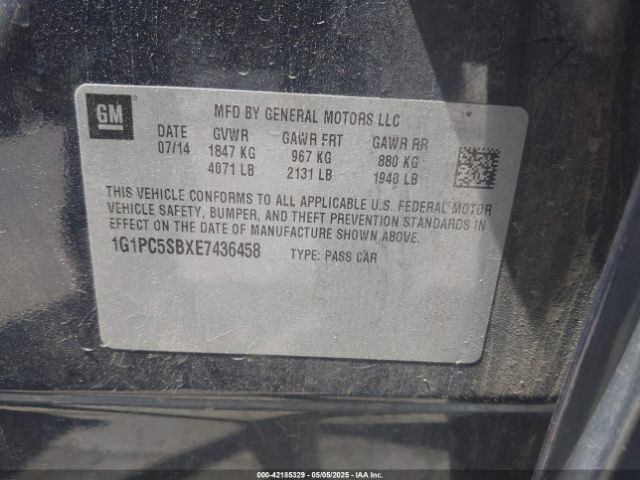 GM
MFD BY GENERAL MOTORS LLC
DATE GVWR GAWR FRT GAWR RR
07/14 1847 KG 967 KG 880 KG
4071 LB 2131 LB 1940 LB
THIS VEHICLE CONFORMS TO ALL APPLICABLE U.S. FEDERAL MOTOR
VEHICLE SAFETY, BUMPER, AND THEFT PREVENTION STANDARDS IN
EFFECT ON THE DATE OF MANUFACTURE SHOWN ABOVE.
1G1PC5SBXE7436458 TYPE: PASS CAR
000-42185329 - 05/05/2025 - IAA Inc.